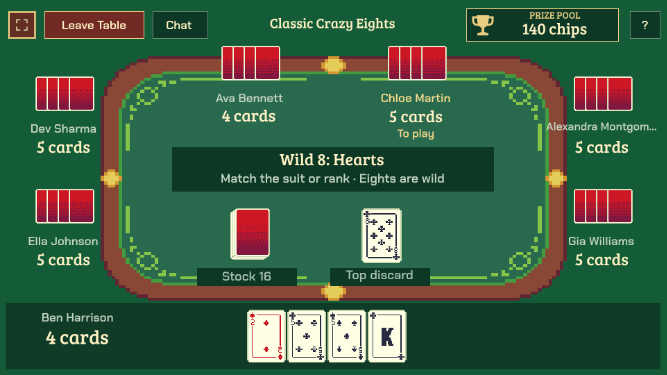 Leave Table
Chat
Classic Crazy Eights
PRIZE POOL
140 chips
?
Ava Bennett
4 cards
Chloe Martin
5 cards
To play
Dev Sharma
5 cards
Alexandra Montgom...
5 cards
Wild 8: Hearts
Match the suit or rank · Eights are wild
Ella Johnson
5 cards
Gia Williams
5 cards
Stock 16
Top discard
Ben Harrison
4 cards
K